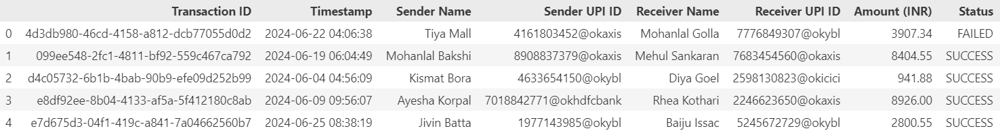 Transaction ID Timestamp Sender Name Sender UPI ID Receiver Name Receiver UPI ID Amount (INR) Status
0 4d3db980-46cd-4158-a812-dcb77055d0d2 2024-06-22 04:06:38 Tiya Mall 4161803452@okaxis Mohanlal Golla 7776849307@okybl 3907.34 FAILED
1 099ee548-2fc1-4811-bf92-559c467ca792 2024-06-19 06:04:49 Mohanlal Bakshi 8908837379@okaxis Mehul Sankaran 7683454560@okaxis 8404.55 SUCCESS
2 d4c05732-6b1b-4bab-90b9-efe09d252b99 2024-06-04 04:56:09 Kismat Bora 4633654150@okybl Diya Goel 2598130823@okicici 941.88 SUCCESS
3 e8df92ee-8b04-4133-af5a-5f412180c8ab 2024-06-09 09:56:07 Ayesha Korpal 7018842771@okhdfcbank Rhea Kothari 2246623650@okaxis 8926.00 SUCCESS
4 e7d675d3-04f1-419c-a841-7a04662560b7 2024-06-25 08:38:19 Jivin Batta 1977143985@okybl Baiju Issac 5245672729@okybl 2800.55 SUCCESS